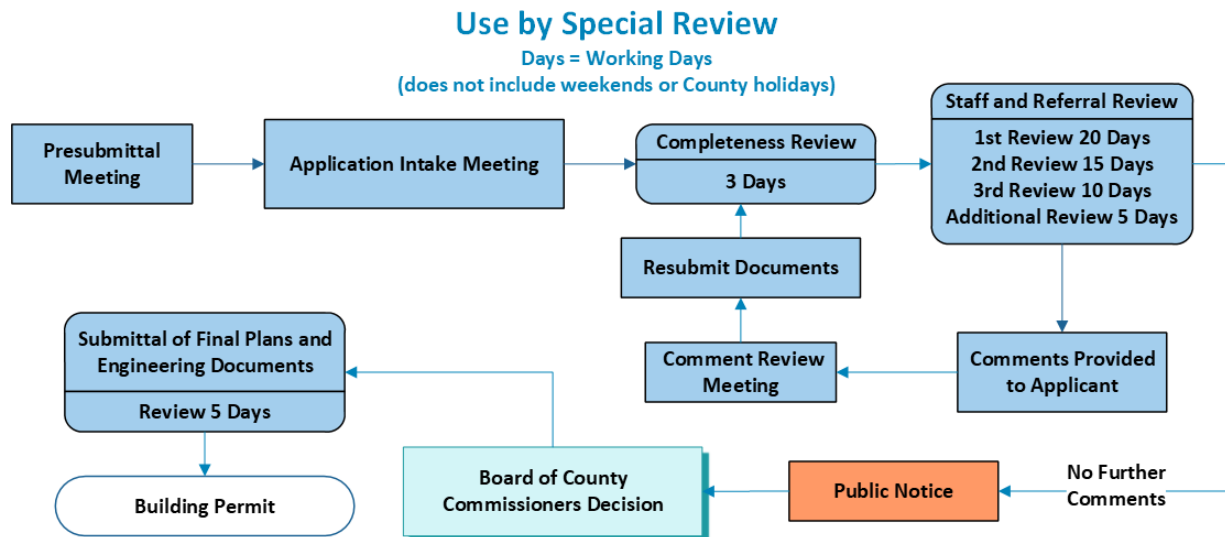 Use by Special Review
Days = Working Days
(does not include weekends or County holidays)
Presubmittal
Meeting
Application Intake Meeting
Completeness Review
3 Days
Staff and Referral Review
1st Review 20 Days
2nd Review 15 Days
3rd Review 10 Days
Additional Review 5 Days
Resubmit Documents
Comment Review
Meeting
Comments Provided
to Applicant
Submittal of Final Plans and
Engineering Documents
Review 5 Days
Building Permit
Board of County
Commissioners Decision
Public Notice
No Further
Comments